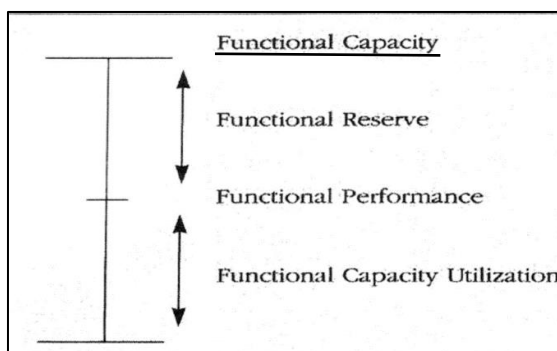 Functional Capacity
Functional Reserve
Functional Performance
Functional Capacity Utilization